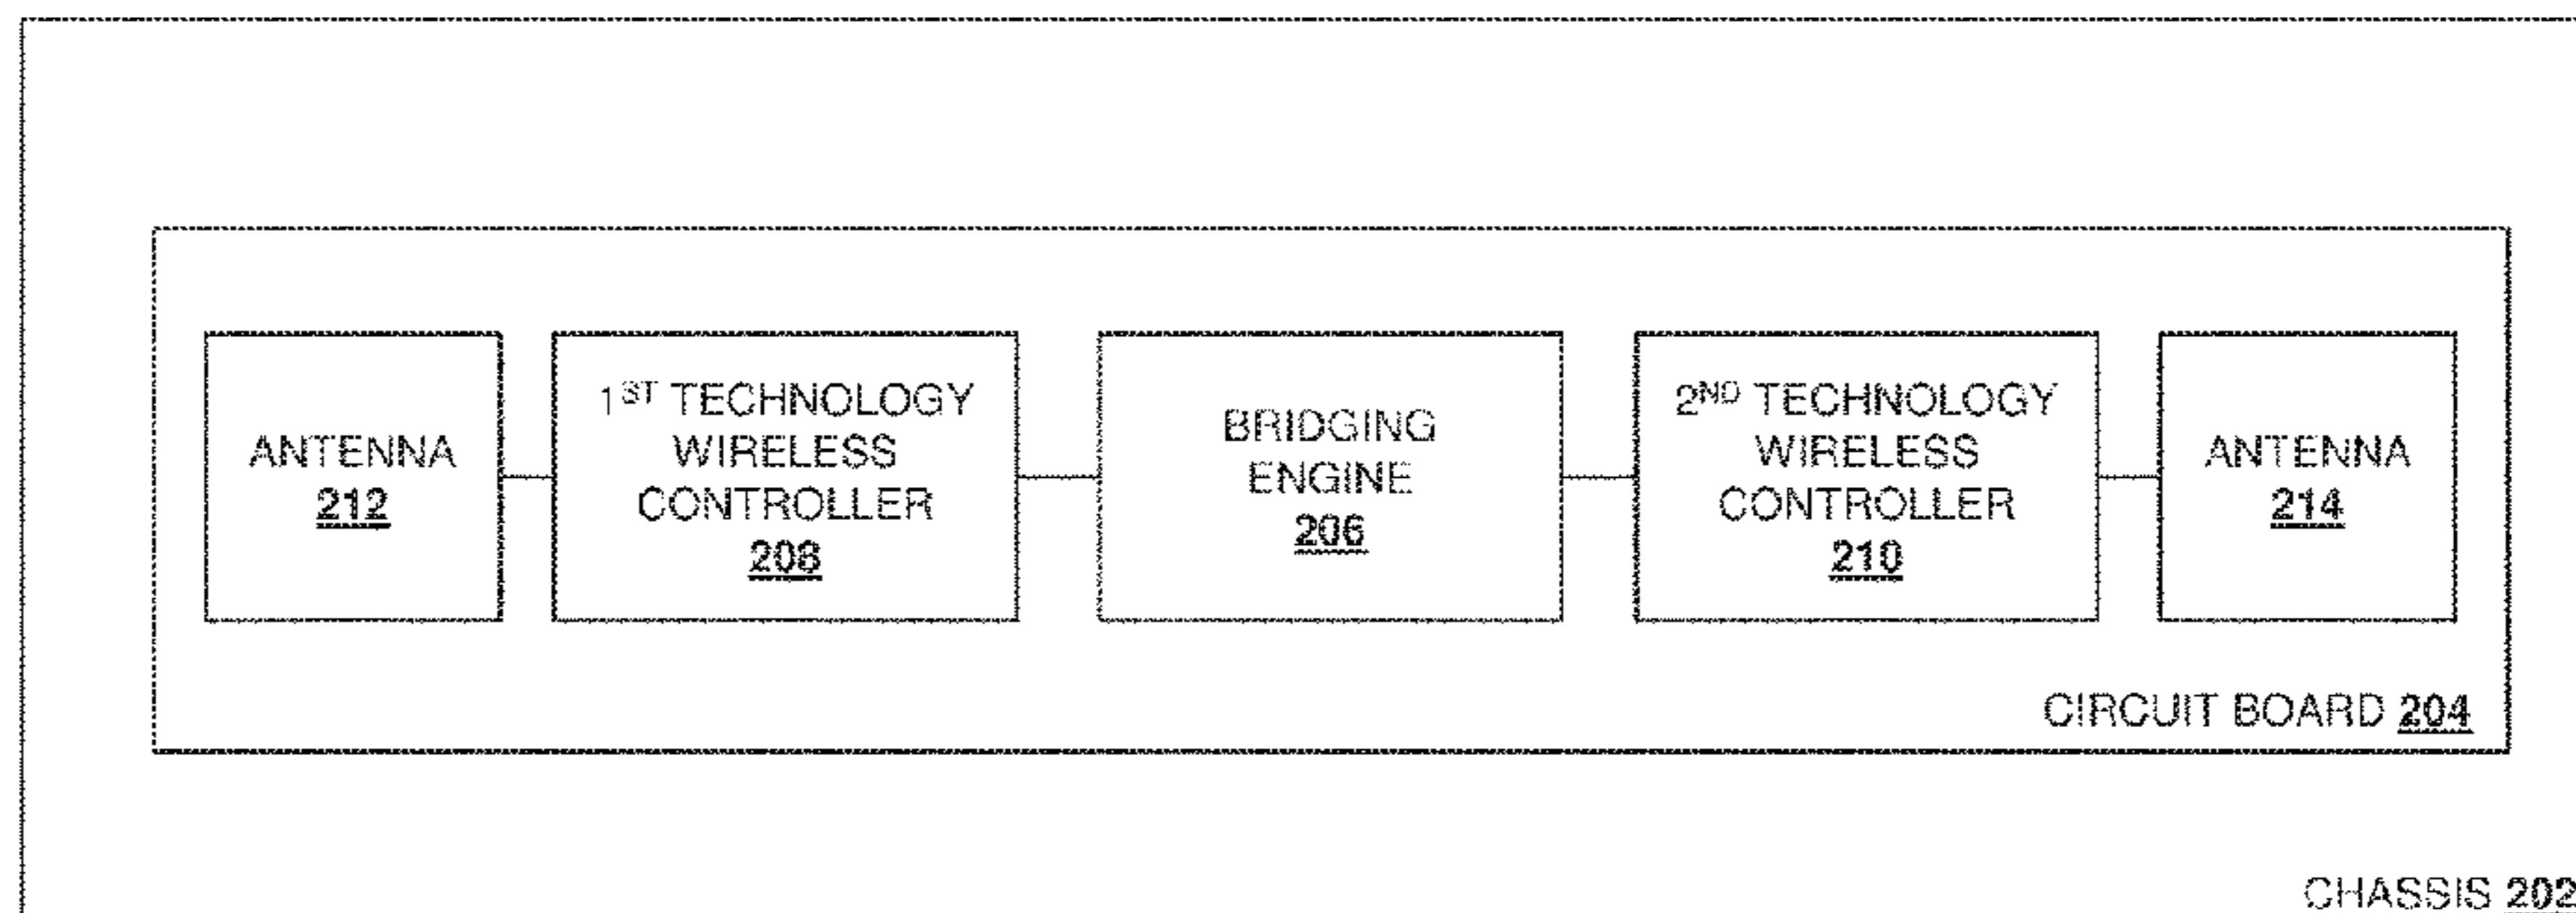 ANTENNA
212
1ST TECHNOLOGY
WIRELESS
CONTROLLER
208
BRIDGING
ENGINE
206
2ND TECHNOLOGY
WIRELESS
CONTROLLER
210
ANTENNA
214
CIRCUIT BOARD 204
CHASSIS 202